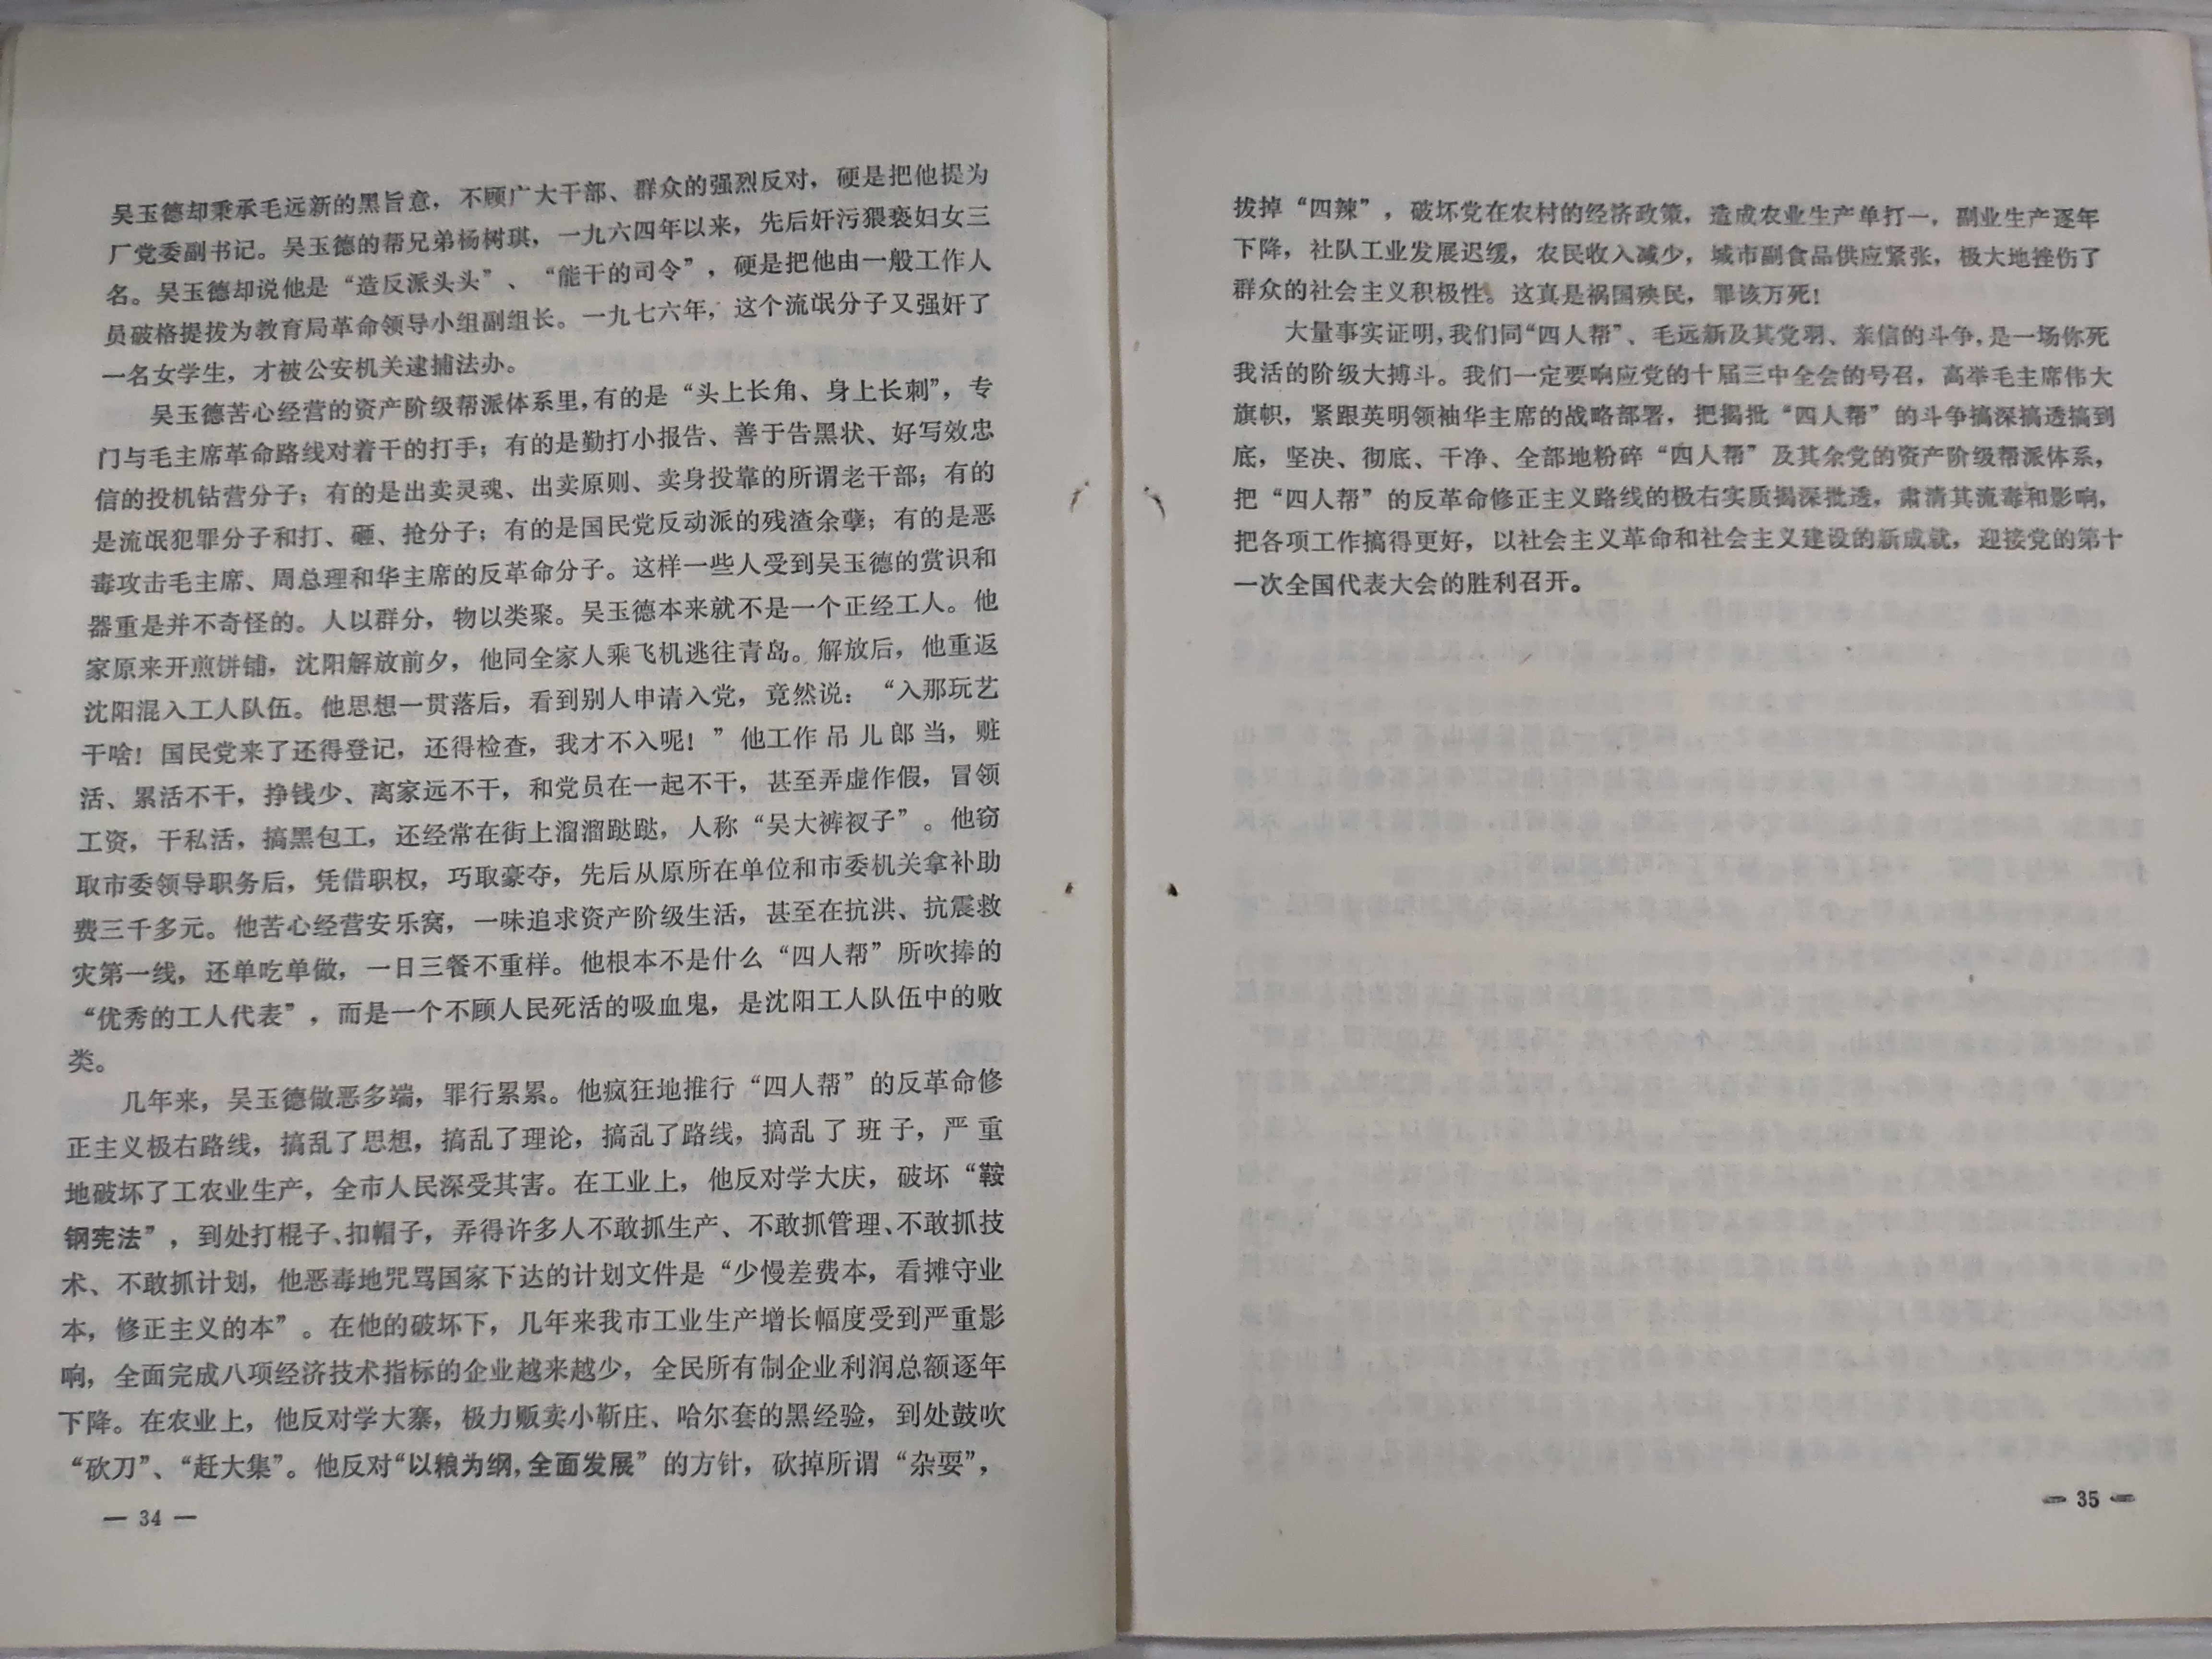 吴玉德却秉承毛远新的黑旨意，不顾广大干部、群众的强烈反对，硬是把他提为
厂党委副书记。吴玉德的帮兄弟杨树琪，一九六四年以来，先后奸污猥亵妇女三
名。吴玉德却说他是“造反派头头”、“能干的司令”，硬是把他由一般工作人
员破格提拔为教育局革命领导小组副组长。一九七六年，这个流氓分子又强奸了
一名女学生，才被公安机关逮捕法办。
吴玉德苦心经营的资产阶级帮派体系里，有的是“头上长角、身上长刺”，专
门与毛主席革命路线对着干的打手；有的是勤打小报告、善于告黑状、好写效忠
信的投机钻营分子；有的是出卖灵魂、出卖原则、卖身投靠的所谓老干部；有的
是流氓犯罪分子和打、砸、抢分子；有的是国民党反动派的残渣余孽；有的是恶
毒攻击毛主席、周总理和华主席的反革命分子。这样一些人受到吴玉德的赏识和
器重是并不奇怪的。人以群分，物以类聚。吴玉德本来就不是一个正经工人。他
家原来开煎饼铺，沈阳解放前夕，他同全家人乘飞机逃往青岛。解放后，他重返
沈阳混入工人队伍。他思想一贯落后，看到别人申请入党，竟然说：“入那玩艺
干啥！国民党来了还得登记，还得检查，我才不入呢！”他工作吊儿郎当，赃
活、累活不干，挣钱少、离家远不干，和党员在一起不干，甚至弄虚作假，冒领
工资，干私活，搞黑包工，还经常在街上溜溜跶跶，人称“吴大裤衩子”。他窃
取市委领导职务后，凭借职权，巧取豪夺，先后从原所在单位和市委机关拿补助
费三千多元。他苦心经营安乐窝，一味追求资产阶级生活，甚至在抗洪、抗震救
灾第一线，还单吃单做，一日三餐不重样。他根本不是什么“四人帮”所吹捧的
“优秀的工人代表”，而是一个不顾人民死活的吸血鬼，是沈阳工人队伍中的败
类。
几年来，吴玉德做恶多端，罪行累累。他疯狂地推行“四人帮”的反革命修
正主义极右路线，搞乱了思想，搞乱了理论，搞乱了路线，搞乱了班子，严重
地破坏了工农业生产，全市人民深受其害。在工业上，他反对学大庆，破坏“鞍
钢宪法”，到处打棍子、扣帽子，弄得许多人不敢抓生产、不敢抓管理、不敢抓技
术、不敢抓计划，他恶毒地咒骂国家下达的计划文件是“少慢差费本，看摊守业
本，修正主义的本”。在他的破坏下，几年来我市工业生产增长幅度受到严重影
响，全面完成八项经济技术指标的企业越来越少，全民所有制企业利润总额逐年
下降。在农业上，他反对学大寨，极力贩卖小靳庄、哈尔套的黑经验，到处鼓吹
“砍刀”、“赶大集”。他反对“以粮为纲，全面发展”的方针，砍掉所谓“杂耍”，
— 34 —
拔掉“四辣”，破坏党在农村的经济政策，造成农业生产单打一，副业生产逐年
下降，社队工业发展迟缓，农民收入减少，城市副食品供应紧张，极大地挫伤了
群众的社会主义积极性。这真是祸国殃民，罪该万死！
大量事实证明，我们同“四人帮”、毛远新及其党羽、亲信的斗争，是一场你死
我活的阶级大搏斗。我们一定要响应党的十届三中全会的号召，高举毛主席伟大
旗帜，紧跟英明领袖华主席的战略部署，把揭批“四人帮”的斗争搞深搞透搞到
底，坚决、彻底、干净、全部地粉碎“四人帮”及其余党的资产阶级帮派体系，
把“四人帮”的反革命修正主义路线的极右实质揭深批透，肃清其流毒和影响，
把各项工作搞得更好，以社会主义革命和社会主义建设的新成就，迎接党的第十
一次全国代表大会的胜利召开。
— 35 —